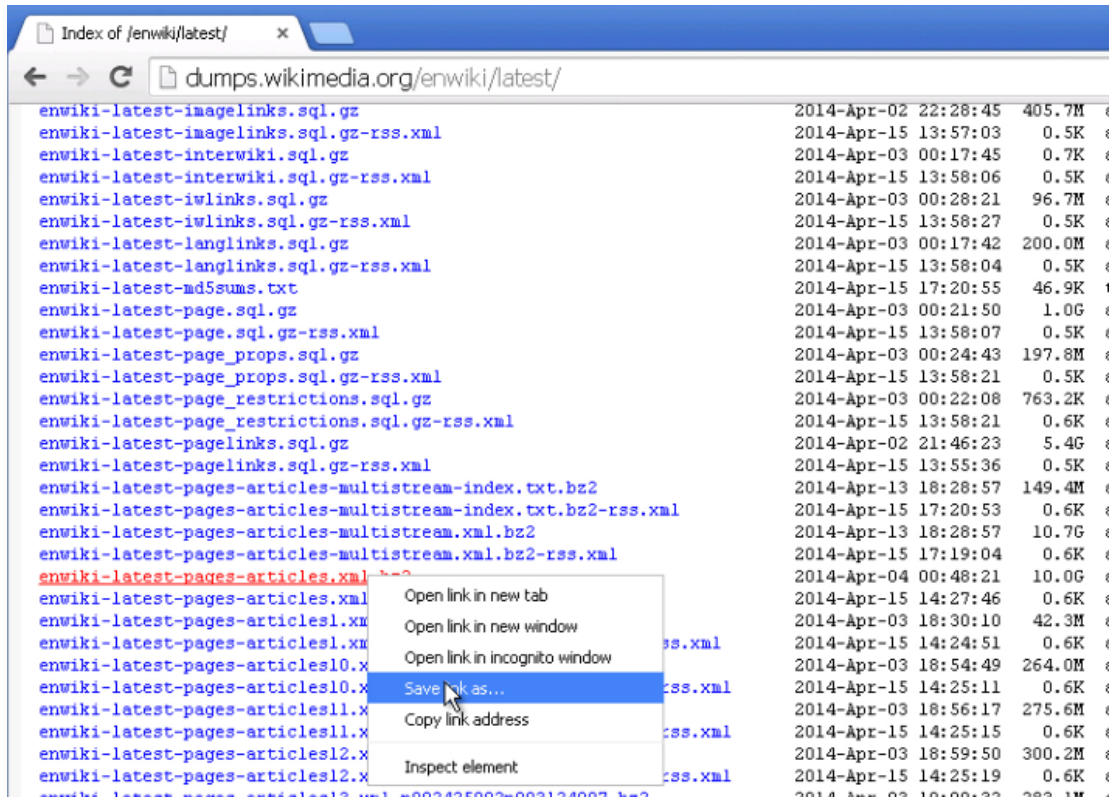 Index of /enwiki/latest/
dumps.wikimedia.org/enwiki/latest/
enwiki-latest-imagelinks.sql.gz 2014-Apr-02 22:28:45 405.7M
enwiki-latest-imagelinks.sql.gz-rss.xml 2014-Apr-15 13:57:03 0.5K
enwiki-latest-interwiki.sql.gz 2014-Apr-03 00:17:45 0.7K
enwiki-latest-interwiki.sql.gz-rss.xml 2014-Apr-15 13:58:06 0.5K
enwiki-latest-iwlinks.sql.gz 2014-Apr-03 00:28:21 96.7M
enwiki-latest-iwlinks.sql.gz-rss.xml 2014-Apr-15 13:58:27 0.5K
enwiki-latest-langlinks.sql.gz 2014-Apr-03 00:17:42 200.0M
enwiki-latest-langlinks.sql.gz-rss.xml 2014-Apr-15 13:58:04 0.5K
enwiki-latest-md5sums.txt 2014-Apr-15 17:20:55 46.9K
enwiki-latest-page.sql.gz 2014-Apr-03 00:21:50 1.0G
enwiki-latest-page.sql.gz-rss.xml 2014-Apr-15 13:58:07 0.5K
enwiki-latest-page_props.sql.gz 2014-Apr-03 00:24:43 197.8M
enwiki-latest-page_props.sql.gz-rss.xml 2014-Apr-15 13:58:21 0.5K
enwiki-latest-page_restrictions.sql.gz 2014-Apr-03 00:22:08 763.2K
enwiki-latest-page_restrictions.sql.gz-rss.xml 2014-Apr-15 13:58:21 0.6K
enwiki-latest-pagelinks.sql.gz 2014-Apr-02 21:46:23 5.4G
enwiki-latest-pagelinks.sql.gz-rss.xml 2014-Apr-15 13:55:36 0.5K
enwiki-latest-pages-articles-multistream-index.txt.bz2 2014-Apr-13 18:28:57 149.4M
enwiki-latest-pages-articles-multistream-index.txt.bz2-rss.xml 2014-Apr-15 17:20:53 0.6K
enwiki-latest-pages-articles-multistream.xml.bz2 2014-Apr-13 18:28:57 10.7G
enwiki-latest-pages-articles-multistream.xml.bz2-rss.xml 2014-Apr-15 17:19:04 0.6K
enwiki-latest-pages-articles.xml.bz2 2014-Apr-04 00:48:21 10.0G
enwiki-latest-pages-articles.xml 2014-Apr-15 14:27:46 0.6K
enwiki-latest-pages-articles1.xm 2014-Apr-03 18:30:10 42.3M
enwiki-latest-pages-articles1.xm ss.xml 2014-Apr-15 14:24:51 0.6K
enwiki-latest-pages-articles10.x 2014-Apr-03 18:54:49 264.0M
enwiki-latest-pages-articles10.x rss.xml 2014-Apr-15 14:25:11 0.6K
enwiki-latest-pages-articles11.x 2014-Apr-03 18:56:17 275.6M
enwiki-latest-pages-articles11.x rss.xml 2014-Apr-15 14:25:15 0.6K
enwiki-latest-pages-articles12.x 2014-Apr-03 18:59:50 300.2M
enwiki-latest-pages-articles12.x rss.xml 2014-Apr-15 14:25:19 0.6K
Open link in new tab
Open link in new window
Open link in incognito window
Save link as...
Copy link address
Inspect element